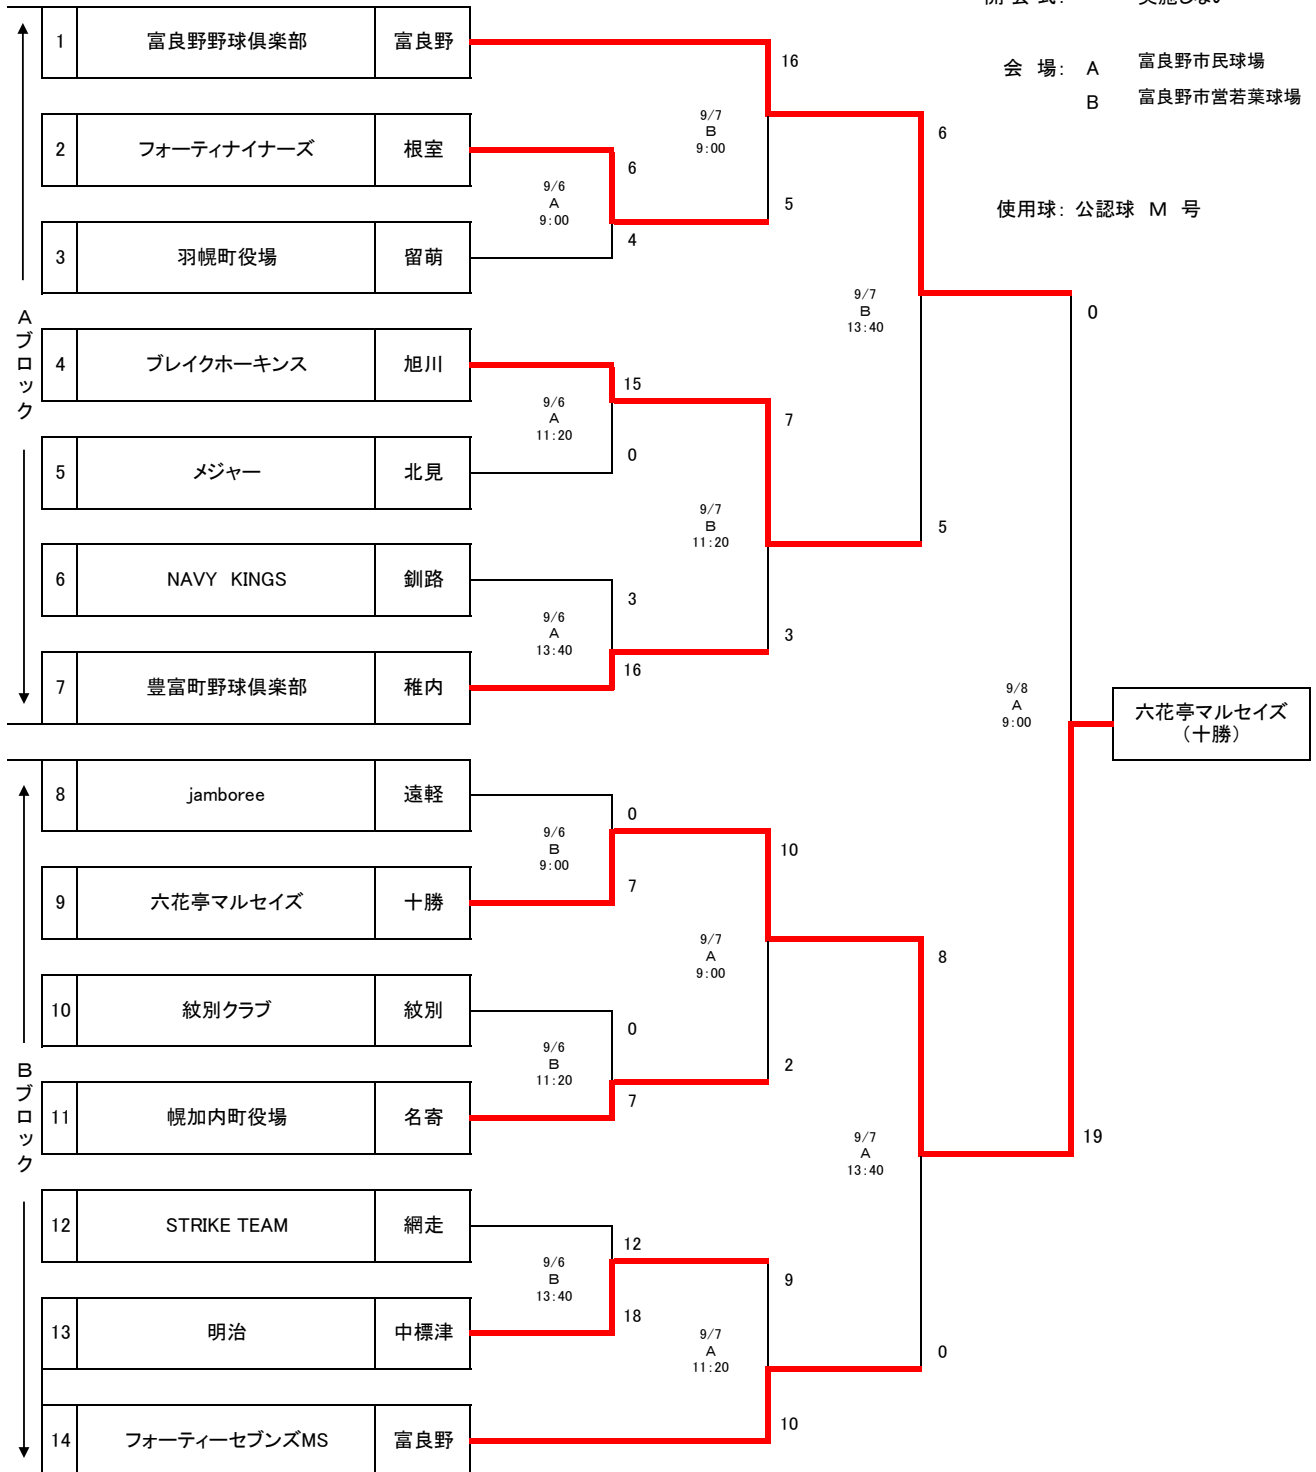 会 場: A 富良野市民球場
B 富良野市営若葉球場
使用球: 公認球 M 号
Aブロック
1 富良野野球倶楽部 富良野
2 フォーティナイナーズ 根室
3 羽幌町役場 留萌
4 ブレイクホーキンス 旭川
5 メジャー 北見
6 NAVY KINGS 釧路
7 豊富町野球倶楽部 稚内
Bブロック
8 jamboree 遠軽
9 六花亭マルセイズ 十勝
10 紋別クラブ 紋別
11 幌加内町役場 名寄
12 STRIKE TEAM 網走
13 明治 中標津
14 フォーティーセブンズMS 富良野
9/6
A
9:00
6
4
9/6
A
11:20
15
0
9/6
A
13:40
3
16
9/6
B
9:00
0
7
9/6
B
11:20
0
7
9/6
B
13:40
12
18
9/7
B
9:00
16
5
9/7
B
11:20
7
3
9/7
A
9:00
10
2
9/7
A
11:20
9
10
9/7
B
13:40
6
5
9/7
A
13:40
8
0
9/8
A
9:00
0
19
六花亭マルセイズ
(十勝)